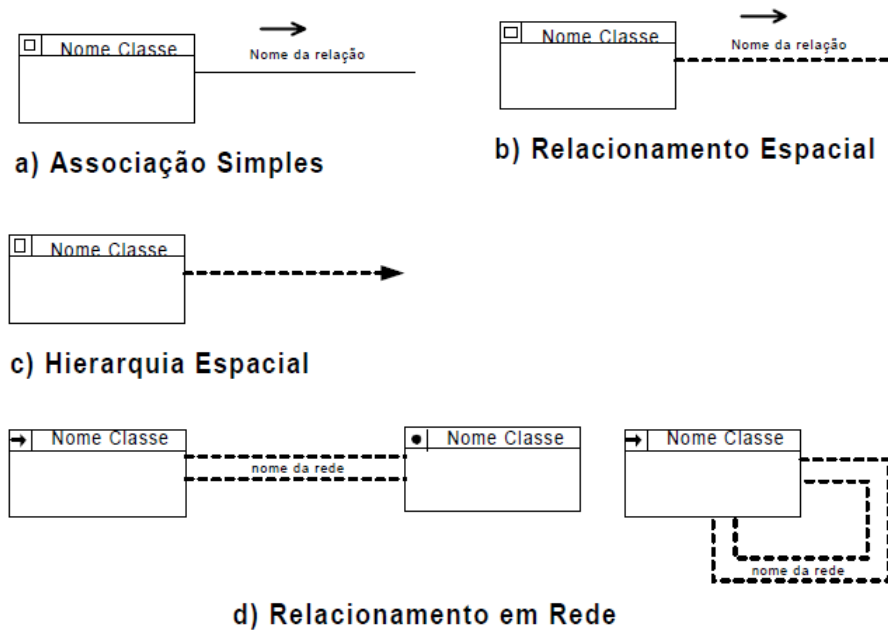 Nome Classe
Nome da relação
a) Associação Simples
Nome Classe
Nome da relação
b) Relacionamento Espacial
Nome Classe
c) Hierarquia Espacial
Nome Classe
nome da rede
Nome Classe
Nome Classe
nome da rede
d) Relacionamento em Rede